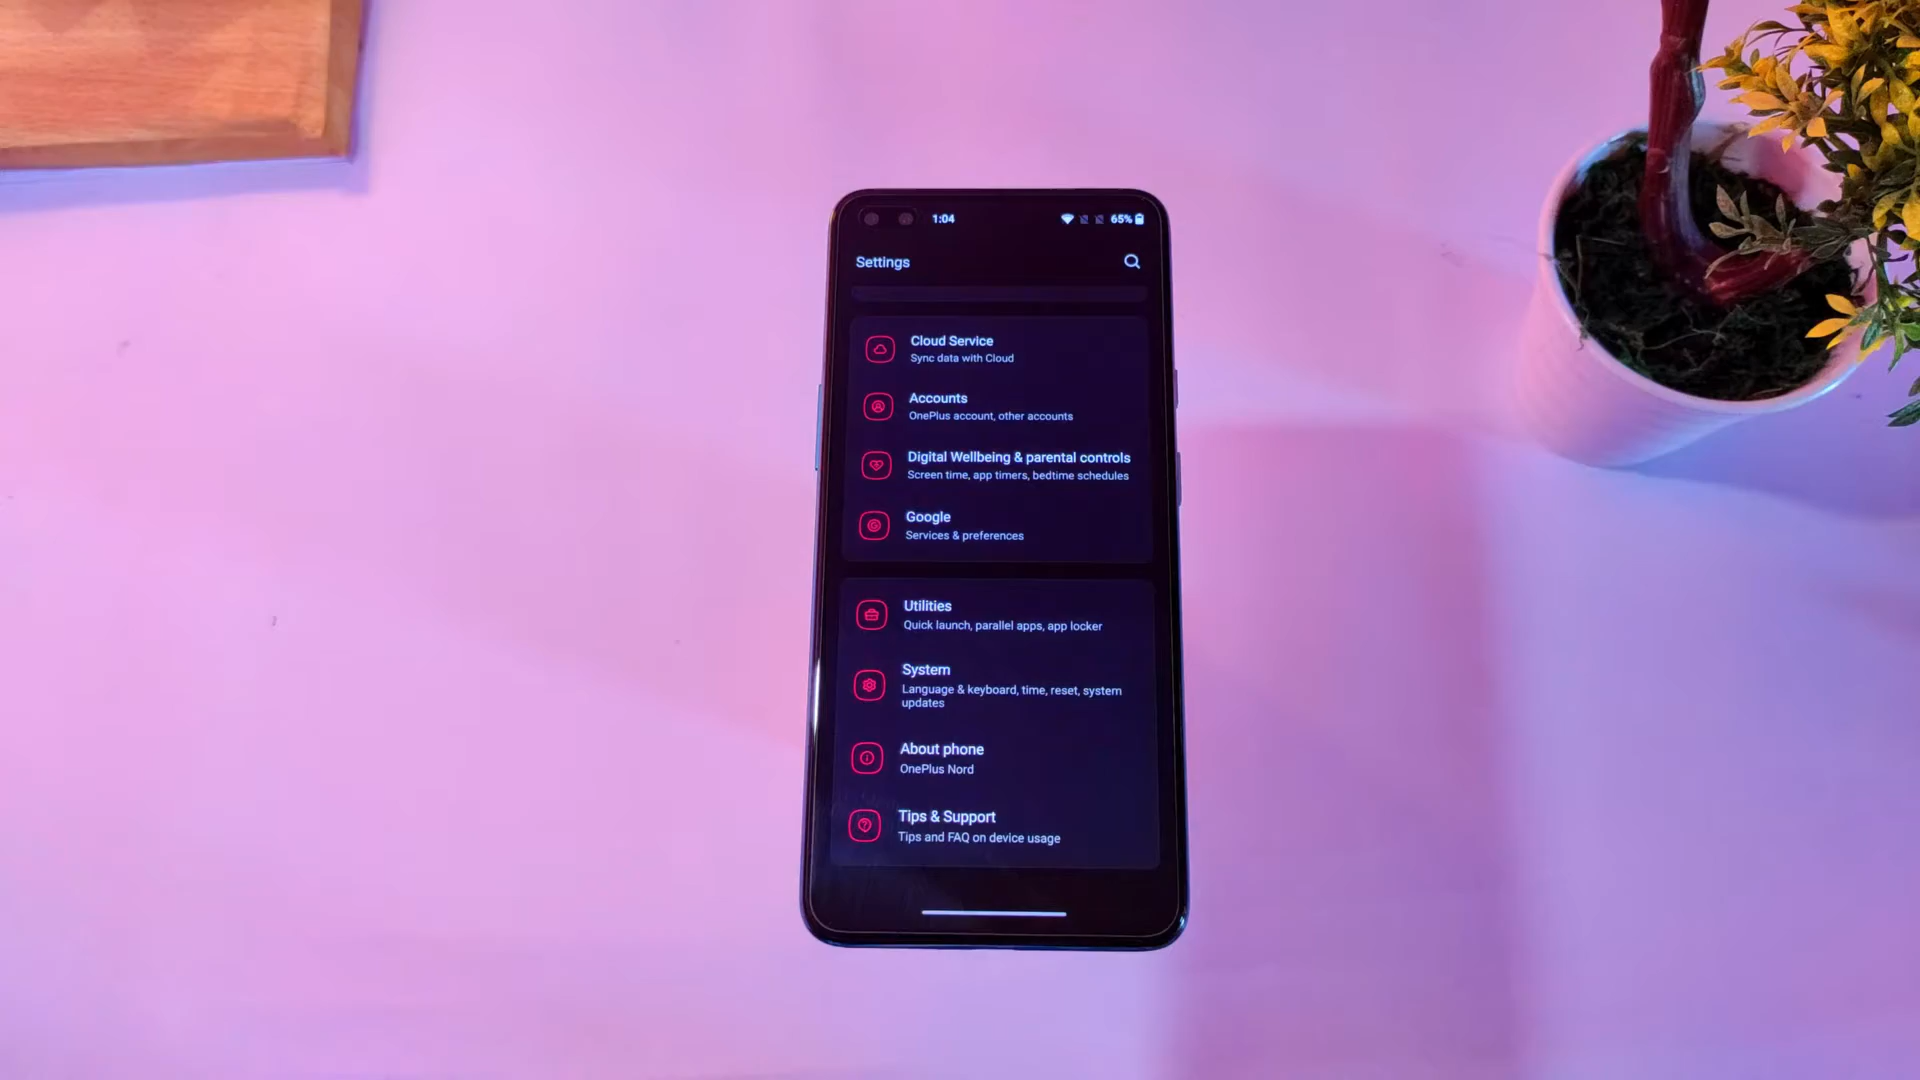 1:04
65%
Settings
Cloud Service
Sync data with Cloud
Accounts
OnePlus account, other accounts
Digital Wellbeing & parental controls
Screen time, app timers, bedtime schedules
Google
Services & preferences
Utilities
Quick launch, parallel apps, app locker
System
Language & keyboard, time, reset, system
updates
About phone
OnePlus Nord
Tips & Support
Tips and FAQ on device usage